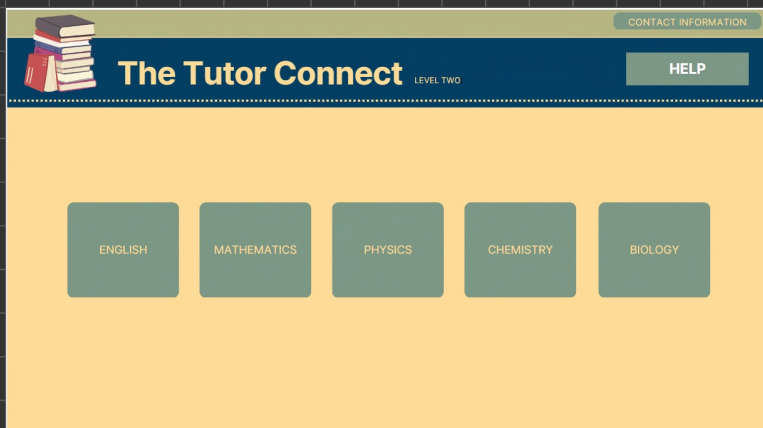 CONTACT INFORMATION
The Tutor Connect LEVEL TWO
HELP
ENGLISH
MATHEMATICS
PHYSICS
CHEMISTRY
BIOLOGY